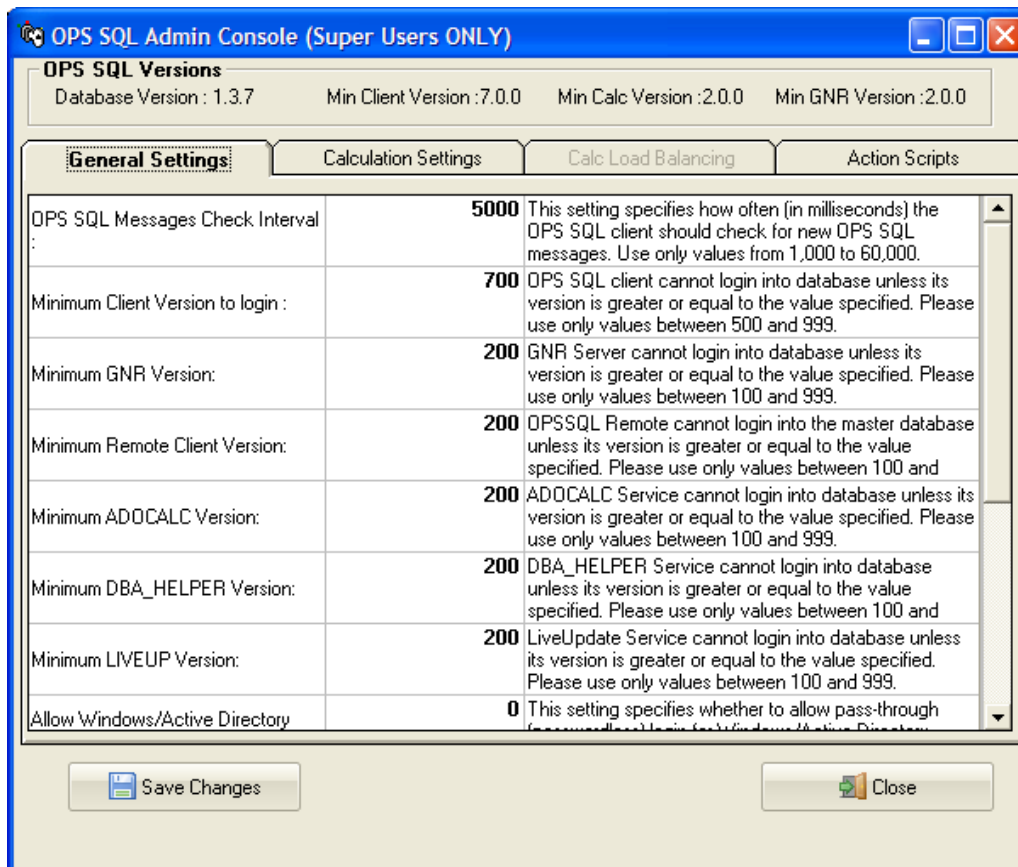 OPS SQL Admin Console (Super Users ONLY)
OPS SQL Versions
Database Version : 1.3.7 Min Client Version :7.0.0 Min Calc Version :2.0.0 Min GNR Version :2.0.0
General Settings Calculation Settings Calc Load Balancing Action Scripts
OPS SQL Messages Check Interval
:
5000
This setting specifies how often (in milliseconds) the
OPS SQL client should check for new OPS SQL
messages. Use only values from 1,000 to 60,000.
Minimum Client Version to login :
700
OPS SQL client cannot login into database unless its
version is greater or equal to the value specified. Please
use only values between 500 and 999.
Minimum GNR Version:
200
GNR Server cannot login into database unless its
version is greater or equal to the value specified. Please
use only values between 100 and 999.
Minimum Remote Client Version:
200
OPSSQL Remote cannot login into the master database
unless its version is greater or equal to the value
specified. Please use only values between 100 and
Minimum ADOCALC Version:
200
ADOCALC Service cannot login into database unless its
version is greater or equal to the value specified. Please
use only values between 100 and 999.
Minimum DBA_HELPER Version:
200
DBA_HELPER Service cannot login into database
unless its version is greater or equal to the value
specified. Please use only values between 100 and
Minimum LIVEUP Version:
200
LiveUpdate Service cannot login into database unless
its version is greater or equal to the value specified.
Please use only values between 100 and 999.
Allow Windows/Active Directory
0
This setting specifies whether to allow pass-through
Save Changes Close